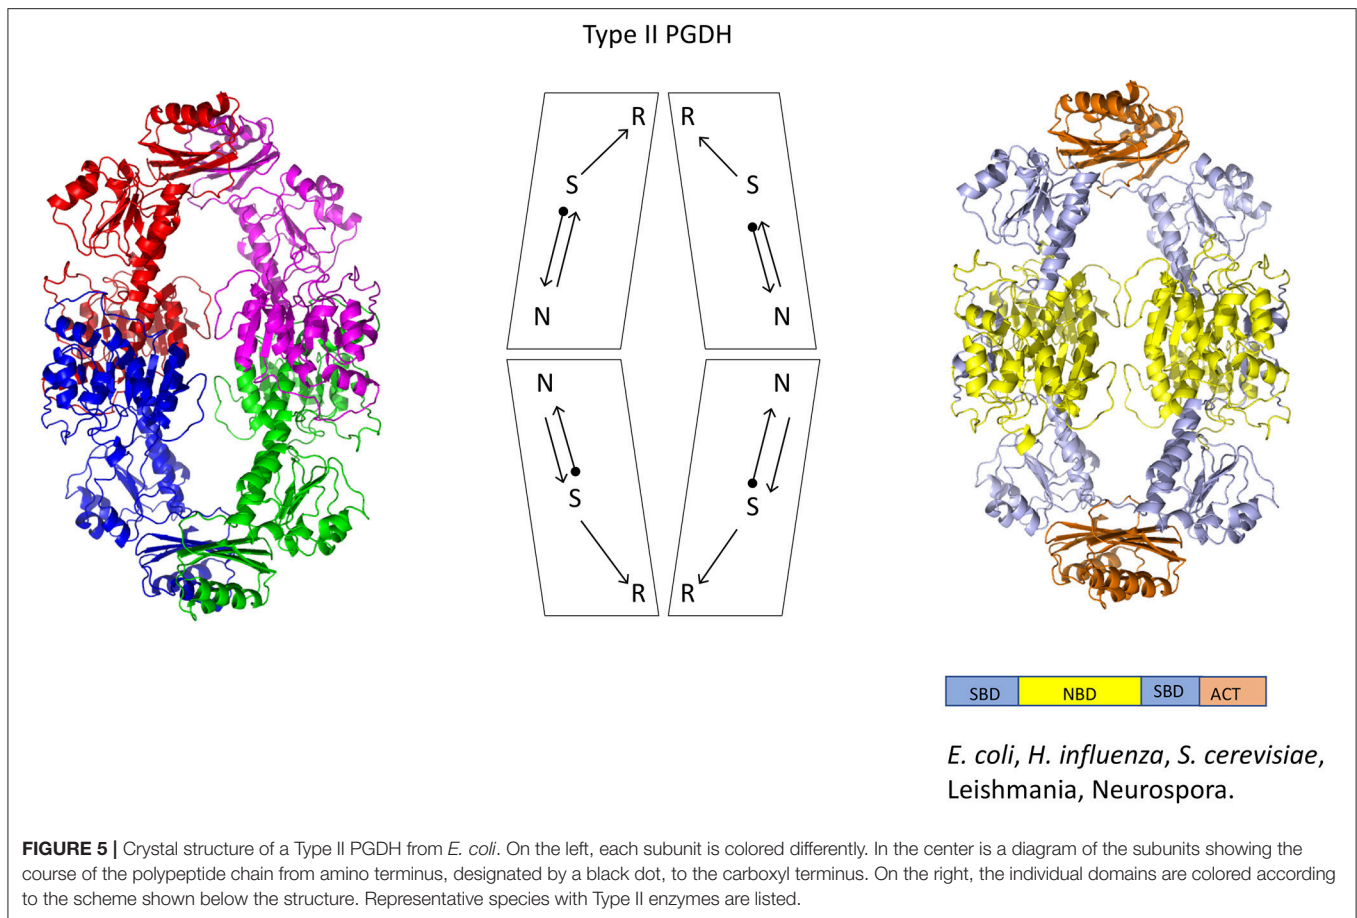 Type II PGDH
R R
S S
N N
N N
S S
R R
SBD NBD SBD ACT
E. coli, H. influenza, S. cerevisiae,
Leishmania, Neurospora.
FIGURE 5 | Crystal structure of a Type II PGDH from E. coli. On the left, each subunit is colored differently. In the center is a diagram of the subunits showing the
course of the polypeptide chain from amino terminus, designated by a black dot, to the carboxyl terminus. On the right, the individual domains are colored according
to the scheme shown below the structure. Representative species with Type II enzymes are listed.